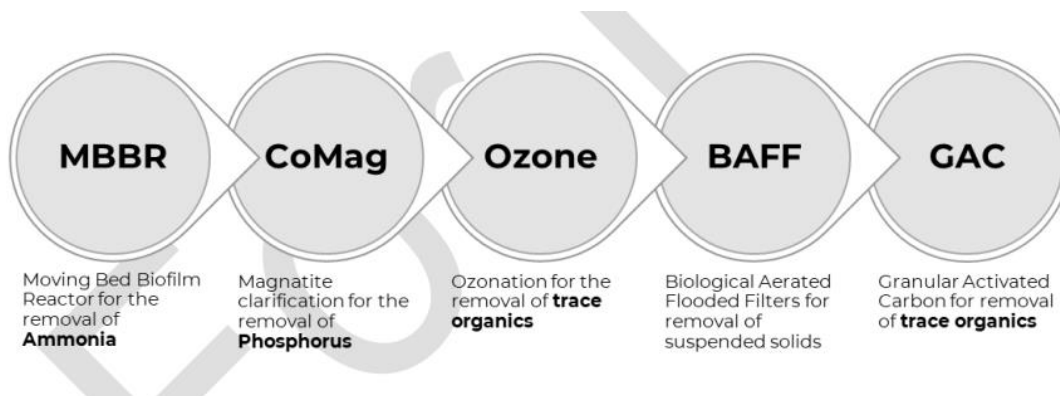 MBBR
CoMag
Ozone
BAFF
GAC
Moving Bed Biofilm
Reactor for the
removal of
Ammonia
Magnatite
clarification for the
removal of
Phosphorus
Ozonation for the
removal of trace
organics
Biological Aerated
Flooded Filters for
removal of
suspended solids
Granular Activated
Carbon for removal
of trace organics